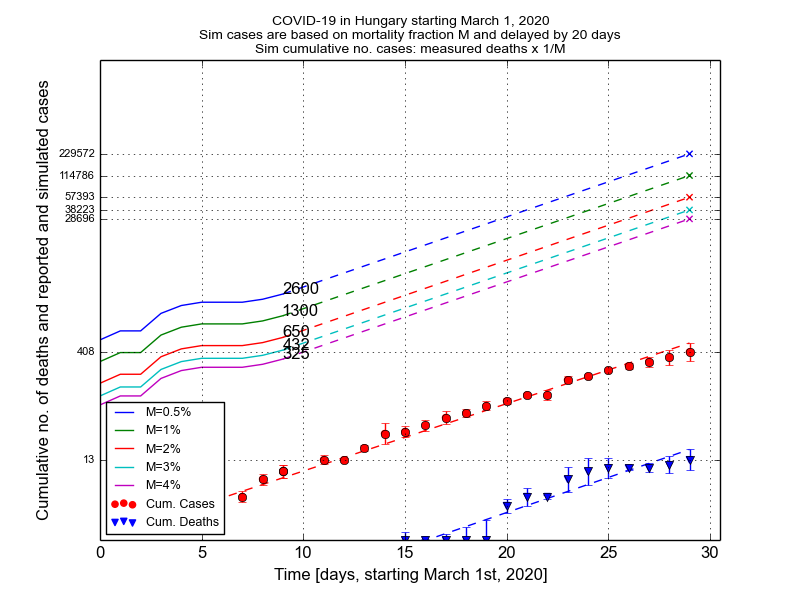 COVID-19 in Hungary starting March 1, 2020
Sim cases are based on mortality fraction M and delayed by 20 days
Sim cumulative no. cases: measured deaths x 1/M
Cumulative no. of deaths and reported and simulated cases
229572
114786
57393
38223
28696
408
13
2600
1300
650
432
325
M=0.5%
M=1%
M=2%
M=3%
M=4%
Cum. Cases
Cum. Deaths
0 5 10 15 20 25 30
Time [days, starting March 1st, 2020]